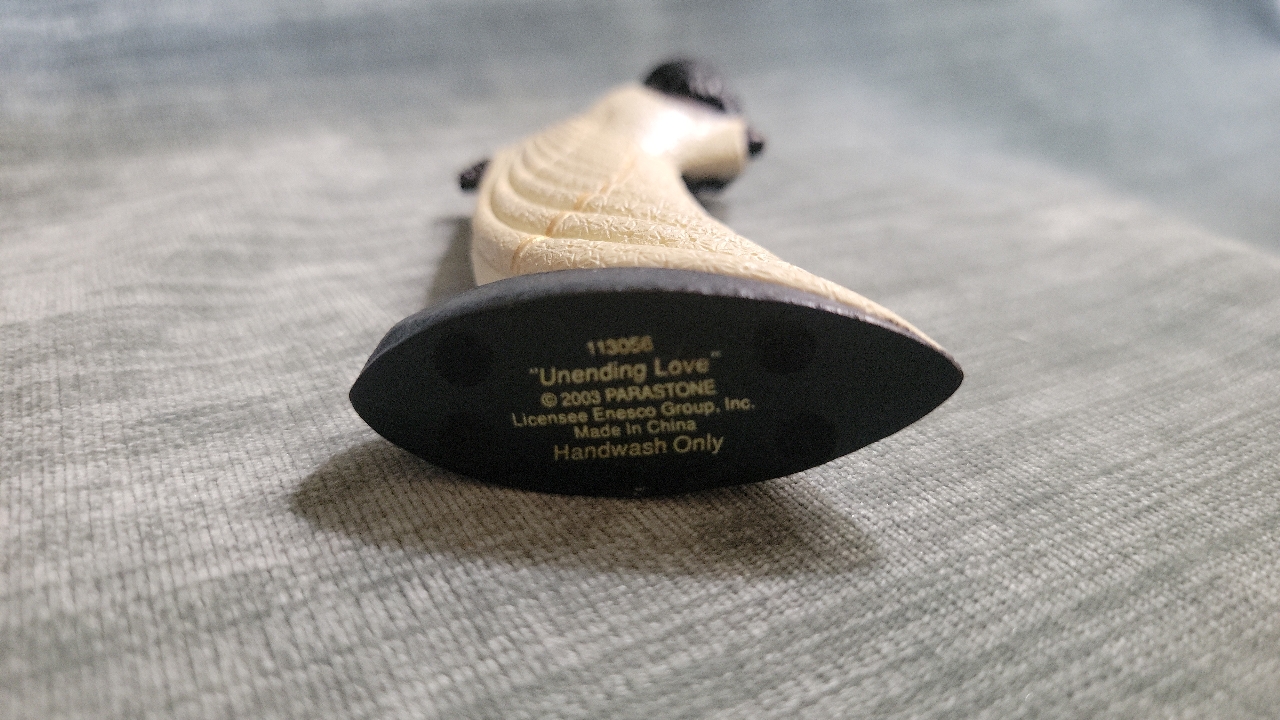 113056
"Unending Love"
© 2003 PARASTONE
Licensee Enesco Group, Inc.
Made In China
Handwash Only